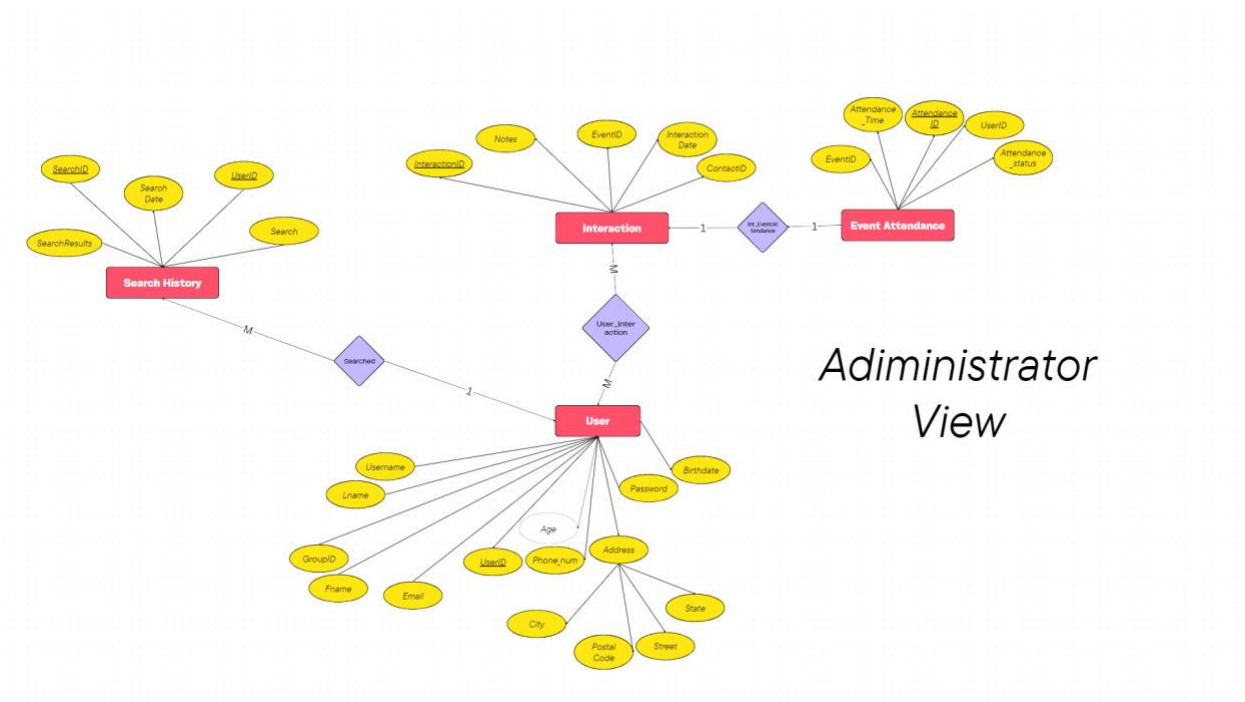 Attendance
_Time
Attendance
ID
UserID
EventID
Attendance
_status
Event Attendance
InteractionID
Notes
EventID
Interaction
Date
ContactID
Interaction
1
1
SearchID
Search
Date
UserID
SearchResults
Search
Search History
M
User_Inter
action
M
M
Searched
1
Adiministrator
View
User
Username
Lname
GroupID
Fname
Email
UserID
Age
Phone_num
Address
Password
Birthdate
City
Postal
Code
Street
State